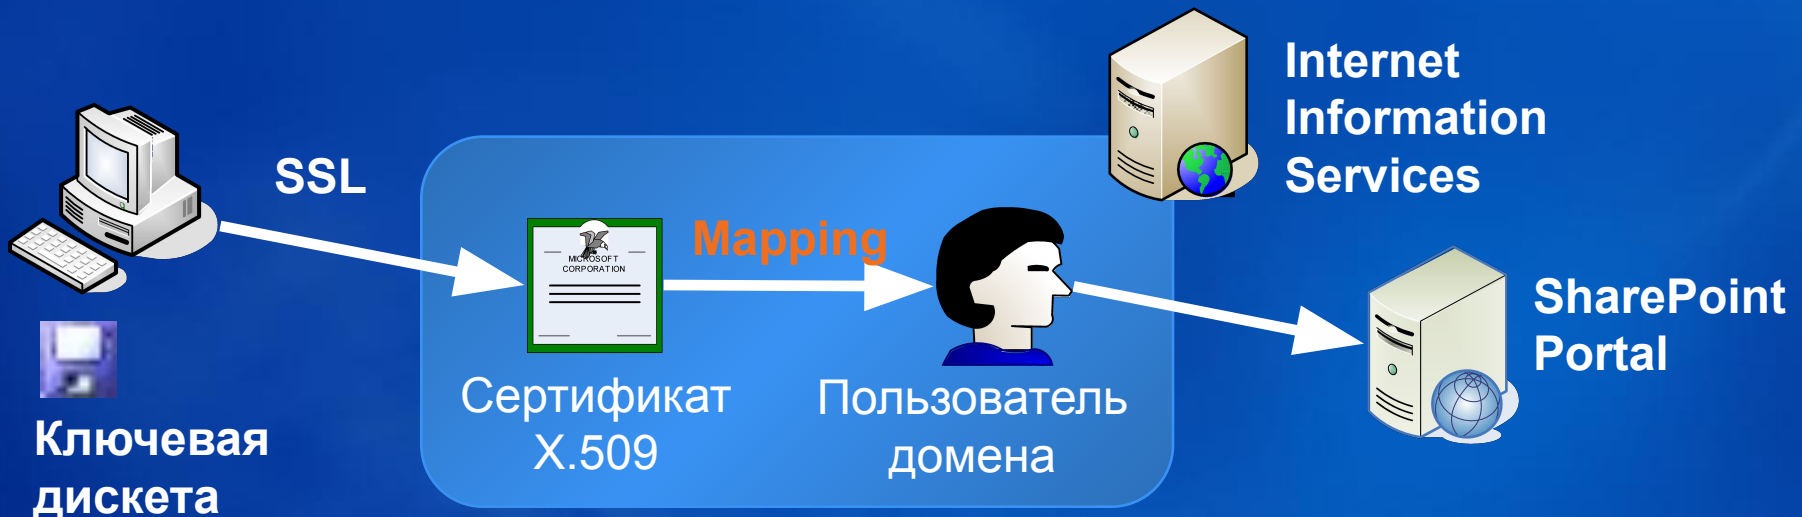 Internet
Information
Services
SSL
Mapping
MICROSOFT
CORPORATION
SharePoint
Portal
Сертификат
X.509
Пользователь
домена
Ключевая
дискета